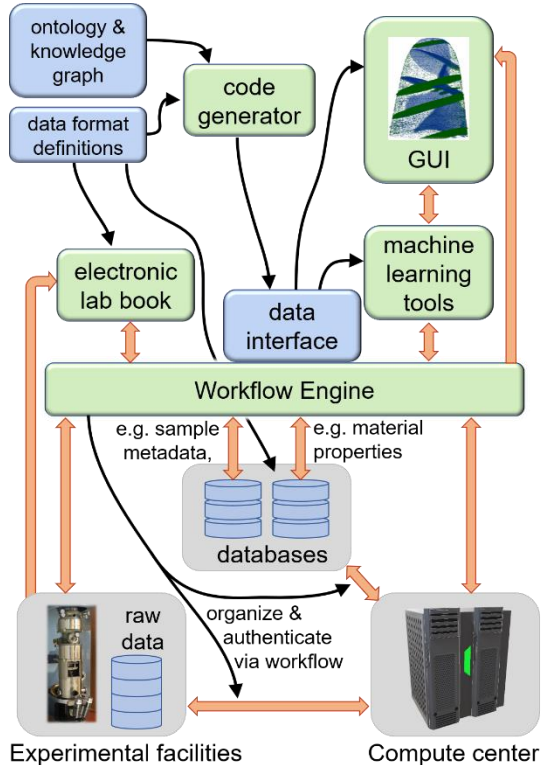 ontology &
knowledge
graph
code
generator
GUI
data format
definitions
electronic
lab book
data
interface
machine
learning
tools
Workflow Engine
e.g. sample
metadata,
e.g. material
properties
databases
raw
data
organize &
authenticate
via workflow
Experimental facilities
Compute center